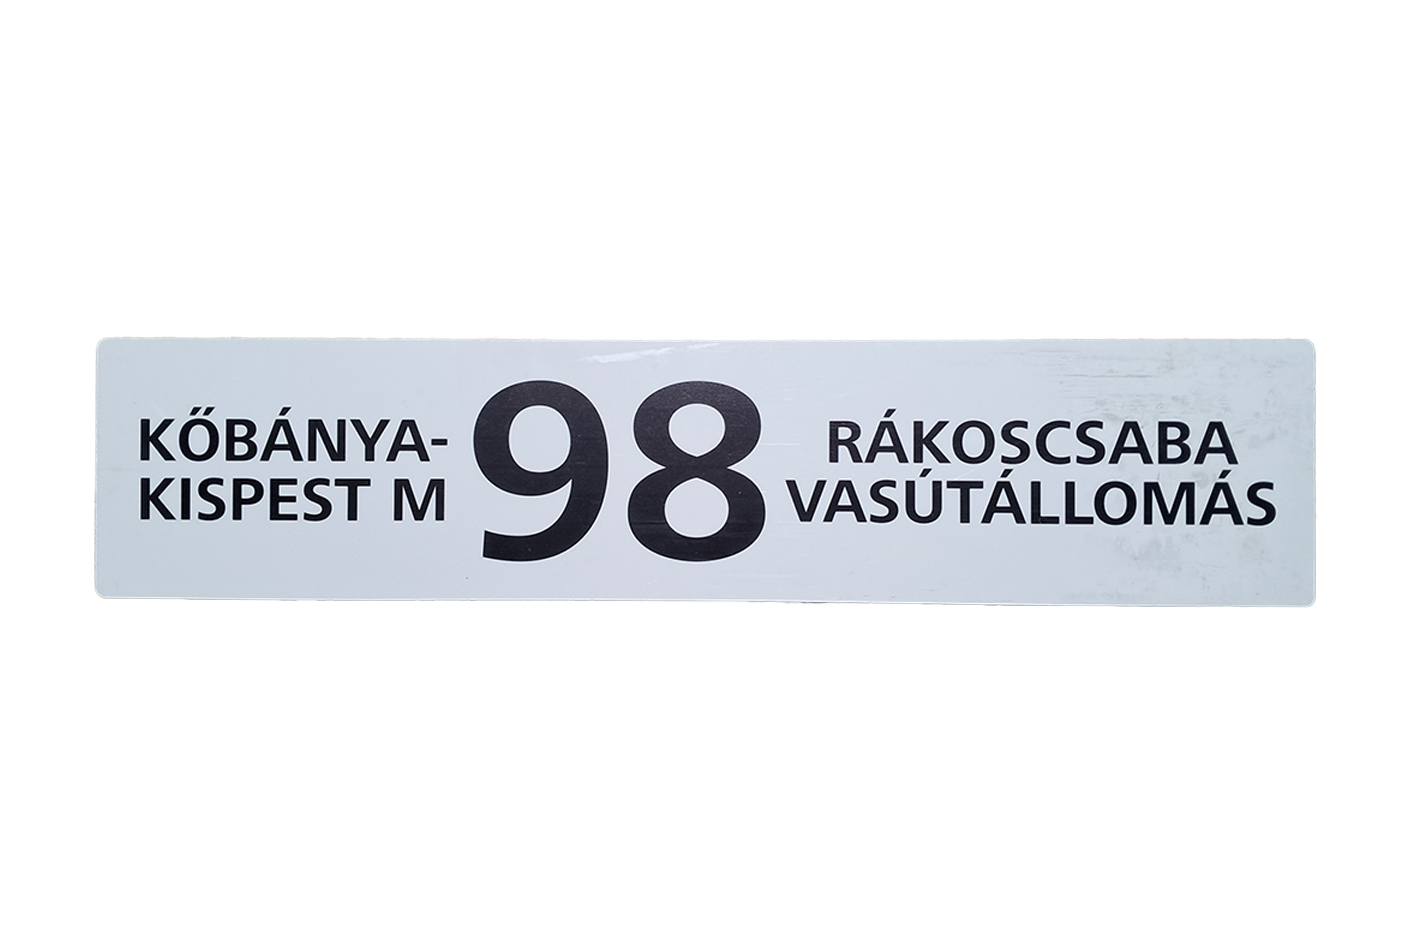 KŐBÁNYA-
KISPEST M
98
RÁKOSCSABA
VASÚTÁLLOMÁS